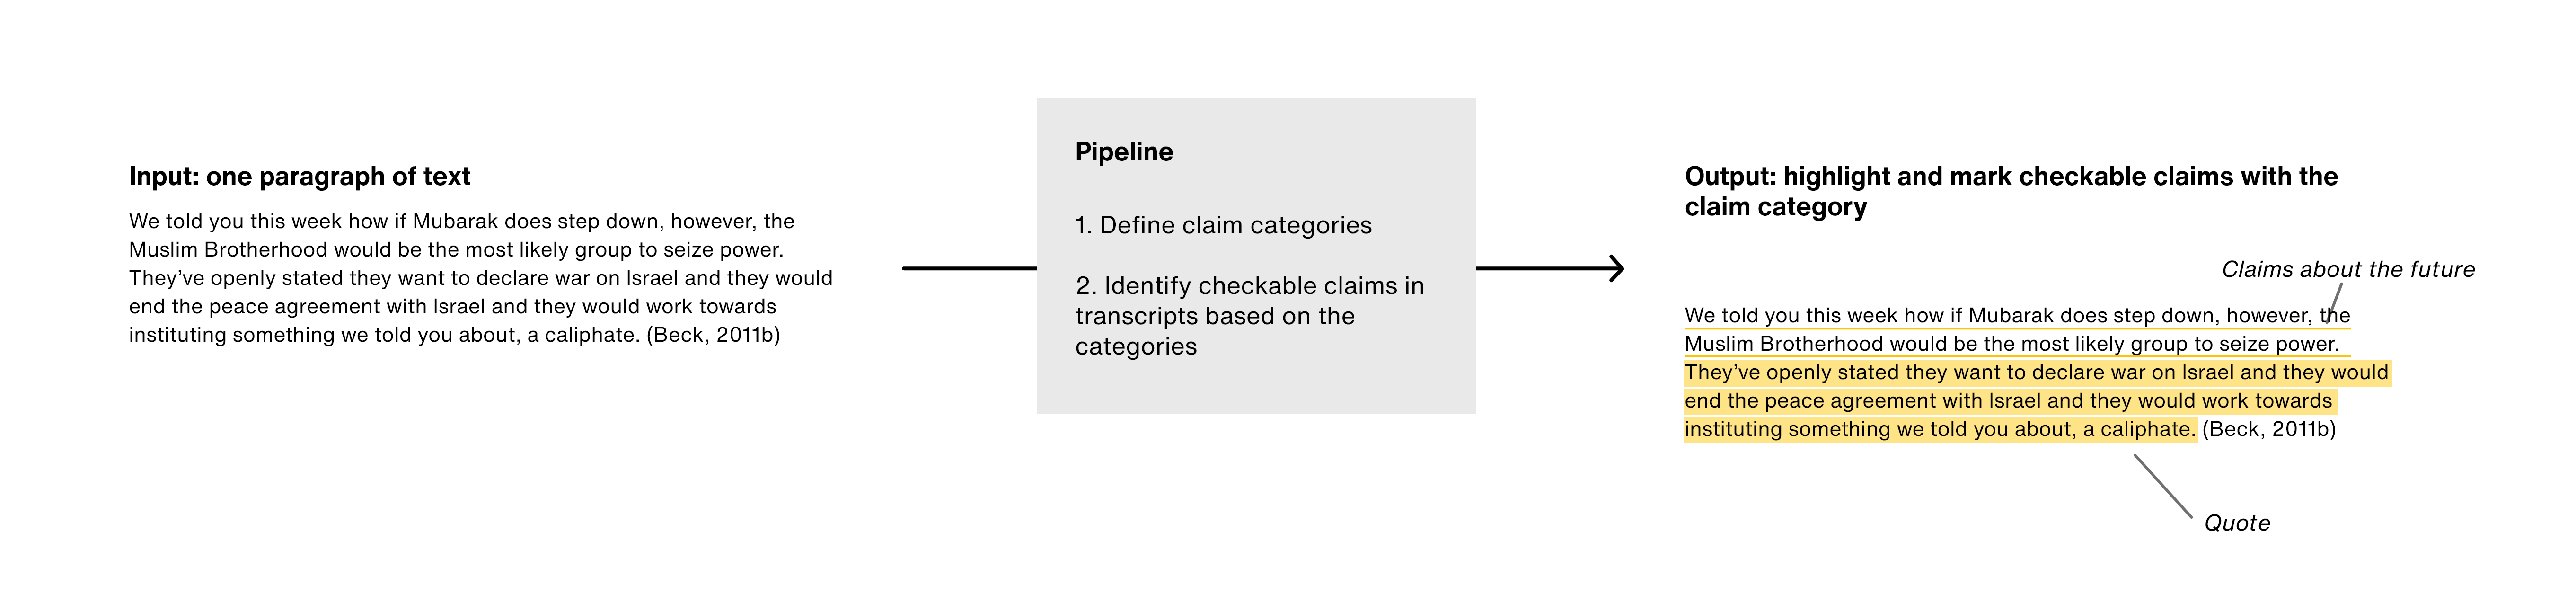 Input: one paragraph of text
We told you this week how if Mubarak does step down, however, the
Muslim Brotherhood would be the most likely group to seize power.
They’ve openly stated they want to declare war on Israel and they would
end the peace agreement with Israel and they would work towards
instituting something we told you about, a caliphate. (Beck, 2011b)
Pipeline
1. Define claim categories
2. Identify checkable claims in
transcripts based on the
categories
Output: highlight and mark checkable claims with the
claim category
Claims about the future
We told you this week how if Mubarak does step down, however, the
Muslim Brotherhood would be the most likely group to seize power.
They’ve openly stated they want to declare war on Israel and they would
end the peace agreement with Israel and they would work towards
instituting something we told you about, a caliphate. (Beck, 2011b)
Quote